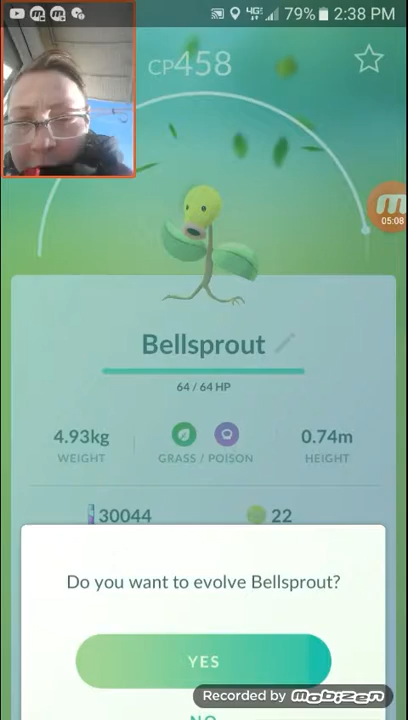 4G 79% 2:38 PM
CP458
05:08
Bellsprout
64 / 64 HP
4.93kg
WEIGHT
GRASS / POISON
0.74m
HEIGHT
30044
22
Do you want to evolve Bellsprout?
YES
Recorded by mobizen
NO